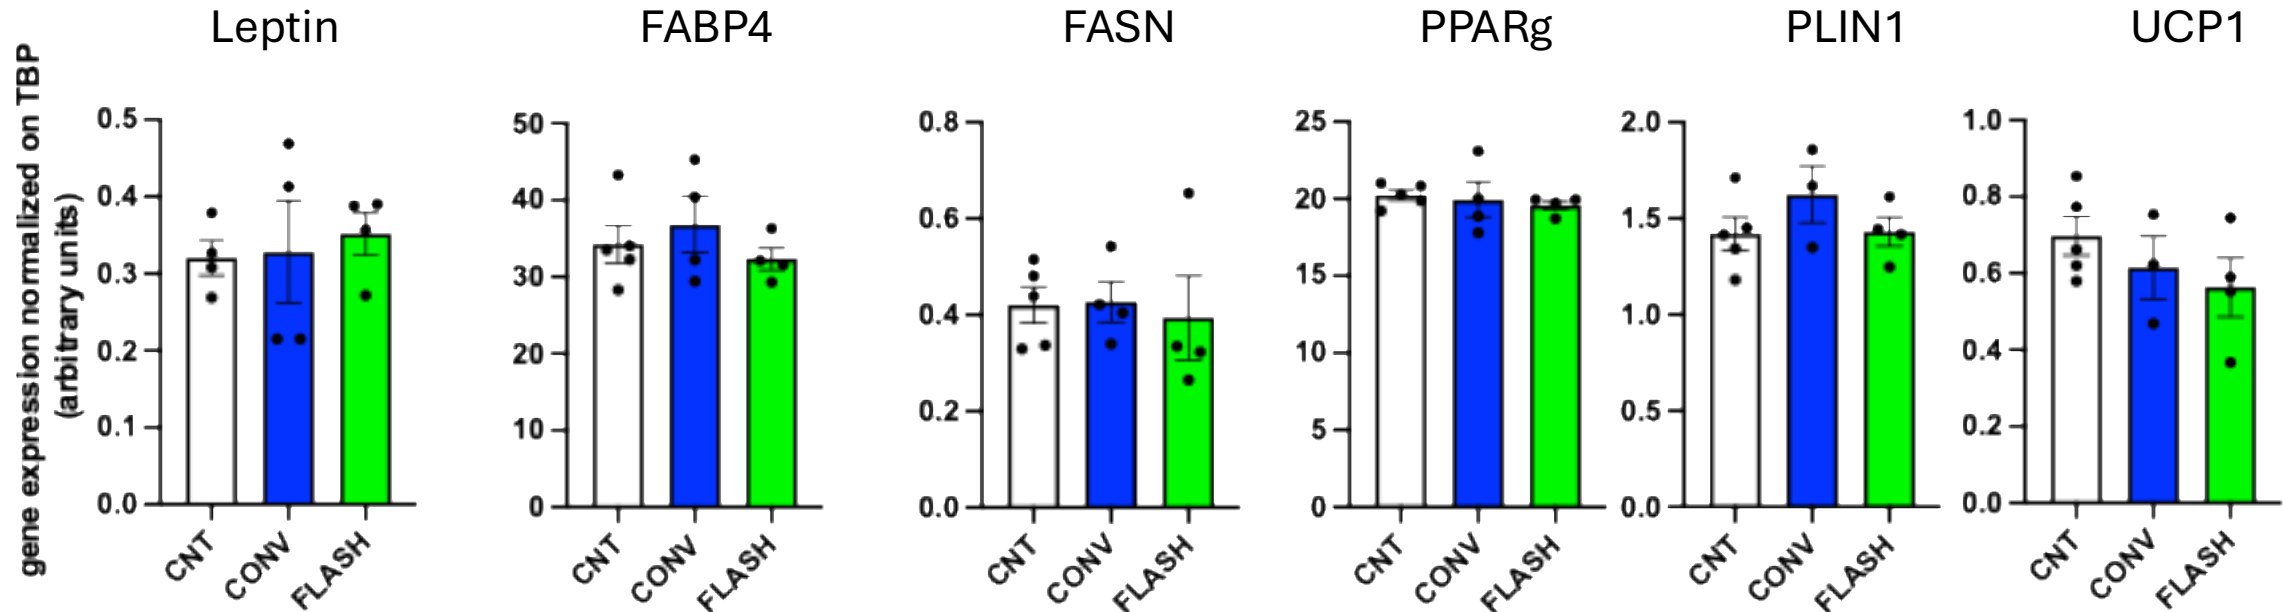 Leptin
FABP4
FASN
PPARg
PLIN1
UCP1
gene expression normalized on TBP
(arbitrary units)
0.5
0.4
0.3
0.2
0.1
0.0
CNT
CONV
FLASH
50
40
30
20
10
0
CNT
CONV
FLASH
0.8
0.6
0.4
0.2
0.0
CNT
CONV
FLASH
25
20
15
10
5
0
CNT
CONV
FLASH
2.0
1.5
1.0
0.5
0.0
CNT
CONV
FLASH
1.0
0.8
0.6
0.4
0.2
0.0
CNT
CONV
FLASH